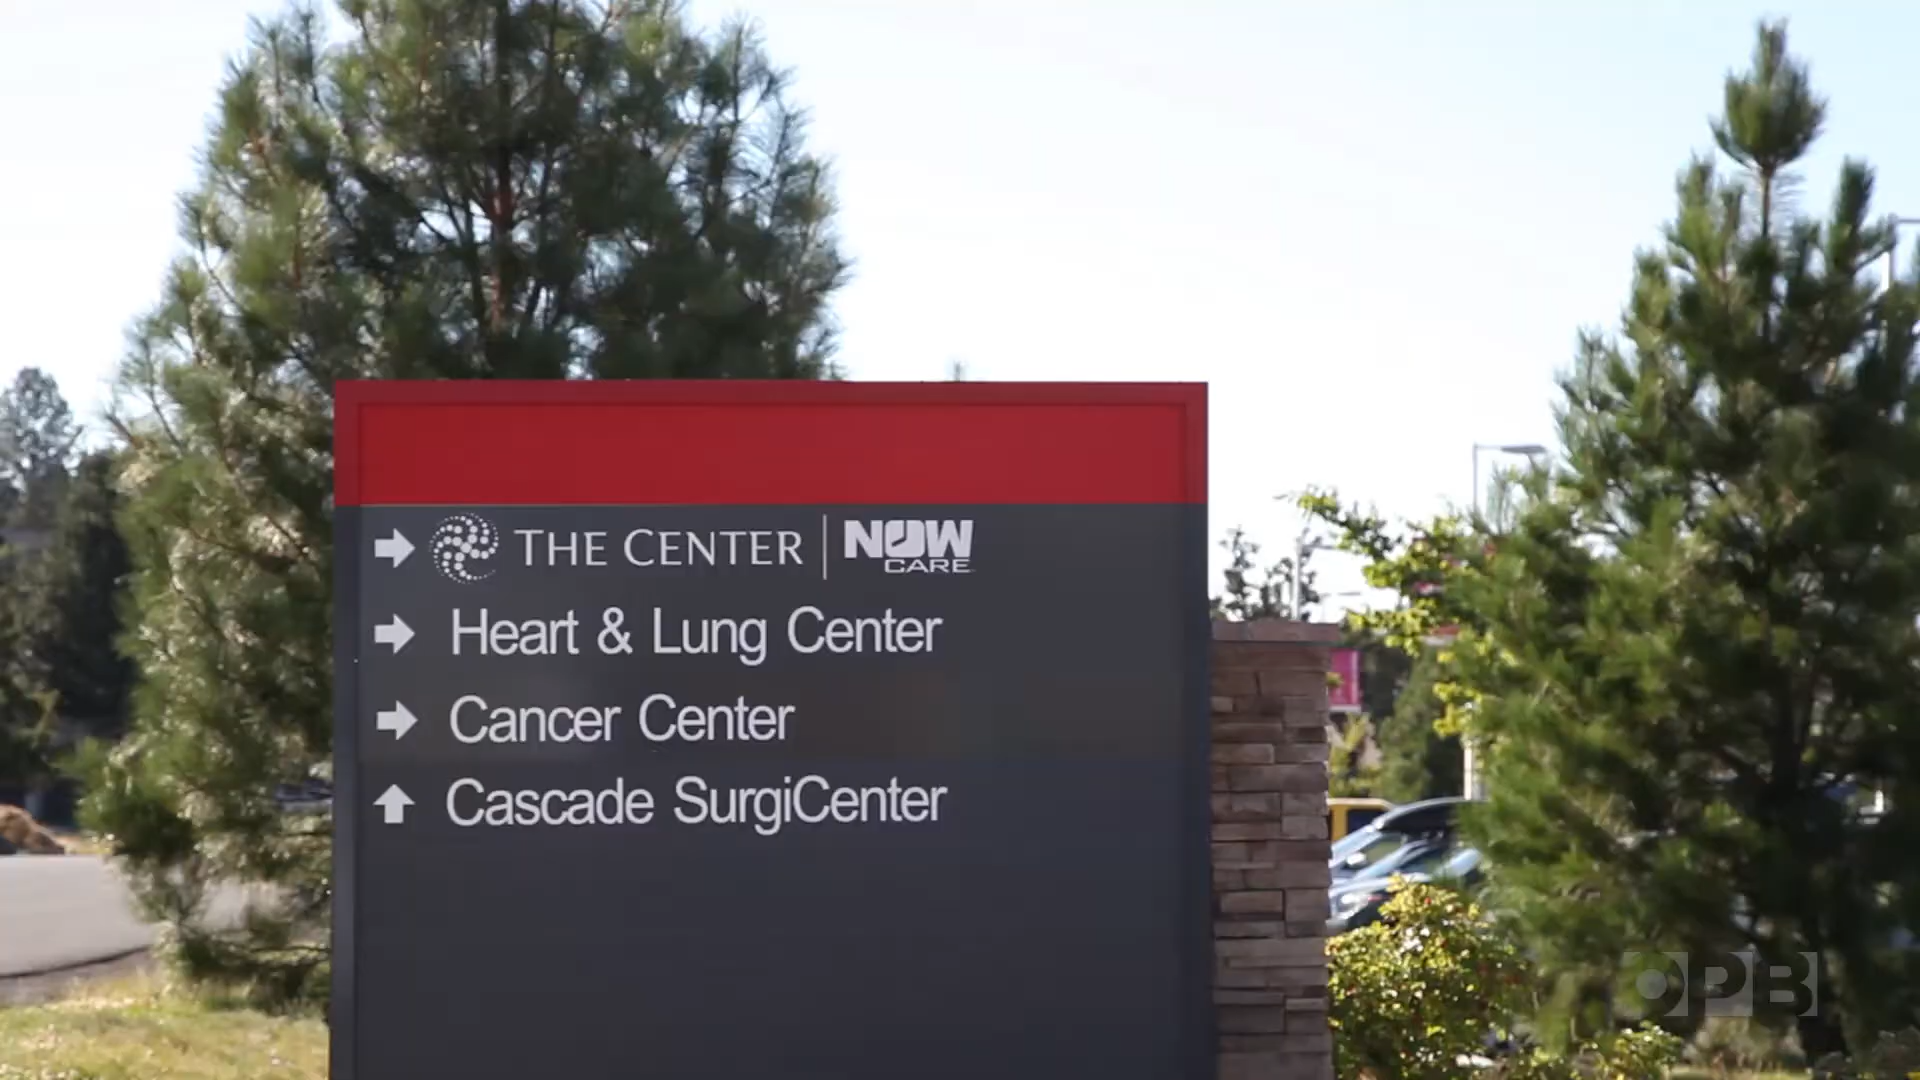 THE CENTER | NOW CARE
Heart & Lung Center
Cancer Center
Cascade SurgiCenter
OPB